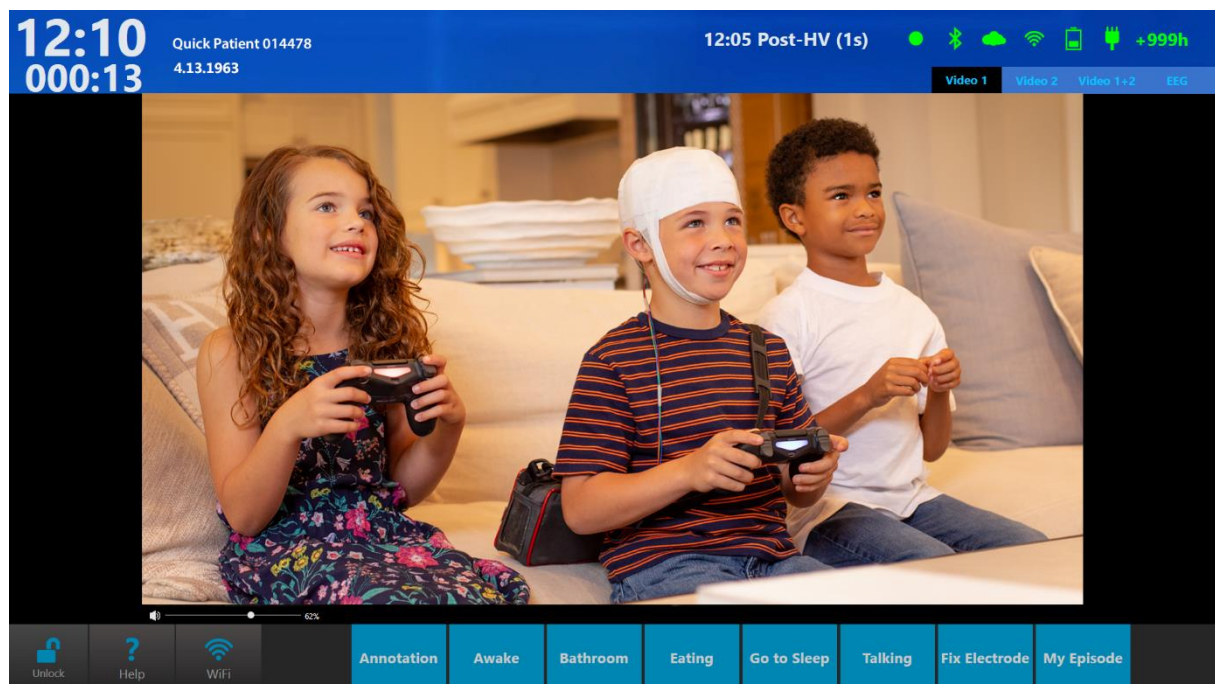 12:10
000:13
Quick Patient 014478
4.13.1963
12:05 Post-HV (1s)
+999h
Video 1
Video 2
Video 1+2
EEG
62%
Unlock
? Help
WiFi
Annotation
Awake
Bathroom
Eating
Go to Sleep
Talking
Fix Electrode
My Episode